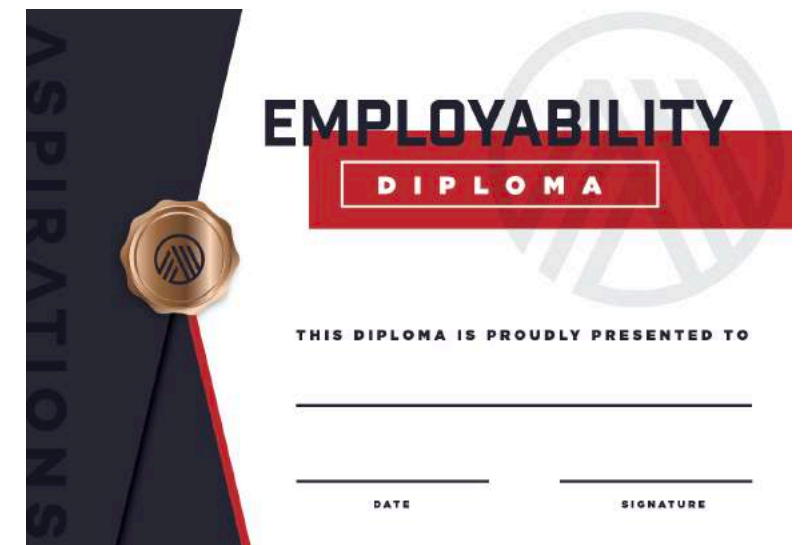 ASPIRATIONS
EMPLOYABILITY
DIPLOMA
THIS DIPLOMA IS PROUDLY PRESENTED TO
DATE
SIGNATURE